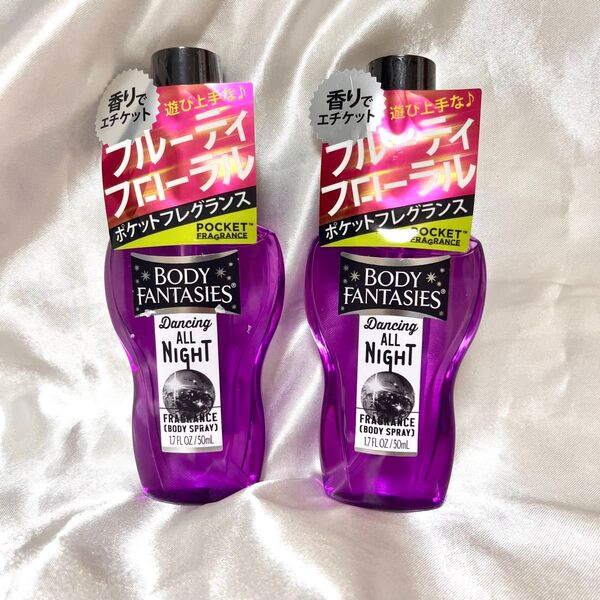 香りで
エチケット
遊び上手な♪
フルーティ
フローラル
ポケットフレグランス
POCKET™
FRAGRANCE
BODY
FANTASIES®
Dancing
ALL
NIGHT
FRAGRANCE
(BODY SPRAY)
1.7 FL OZ/50mL
香りで
エチケット
遊び上手な♪
フルーティ
フローラル
ポケットフレグランス
POCKET™
FRAGRANCE
BODY
FANTASIES®
Dancing
ALL
NIGHT
FRAGRANCE
(BODY SPRAY)
1.7 FL OZ/50mL